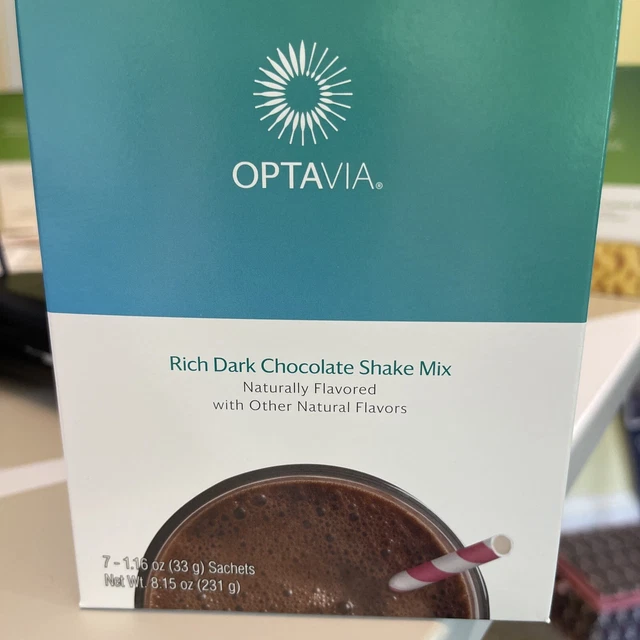 OPTAVIA®
Rich Dark Chocolate Shake Mix
Naturally Flavored
with Other Natural Flavors
7 - 1.16 oz (33 g) Sachets
Net Wt. 8.15 oz (231 g)